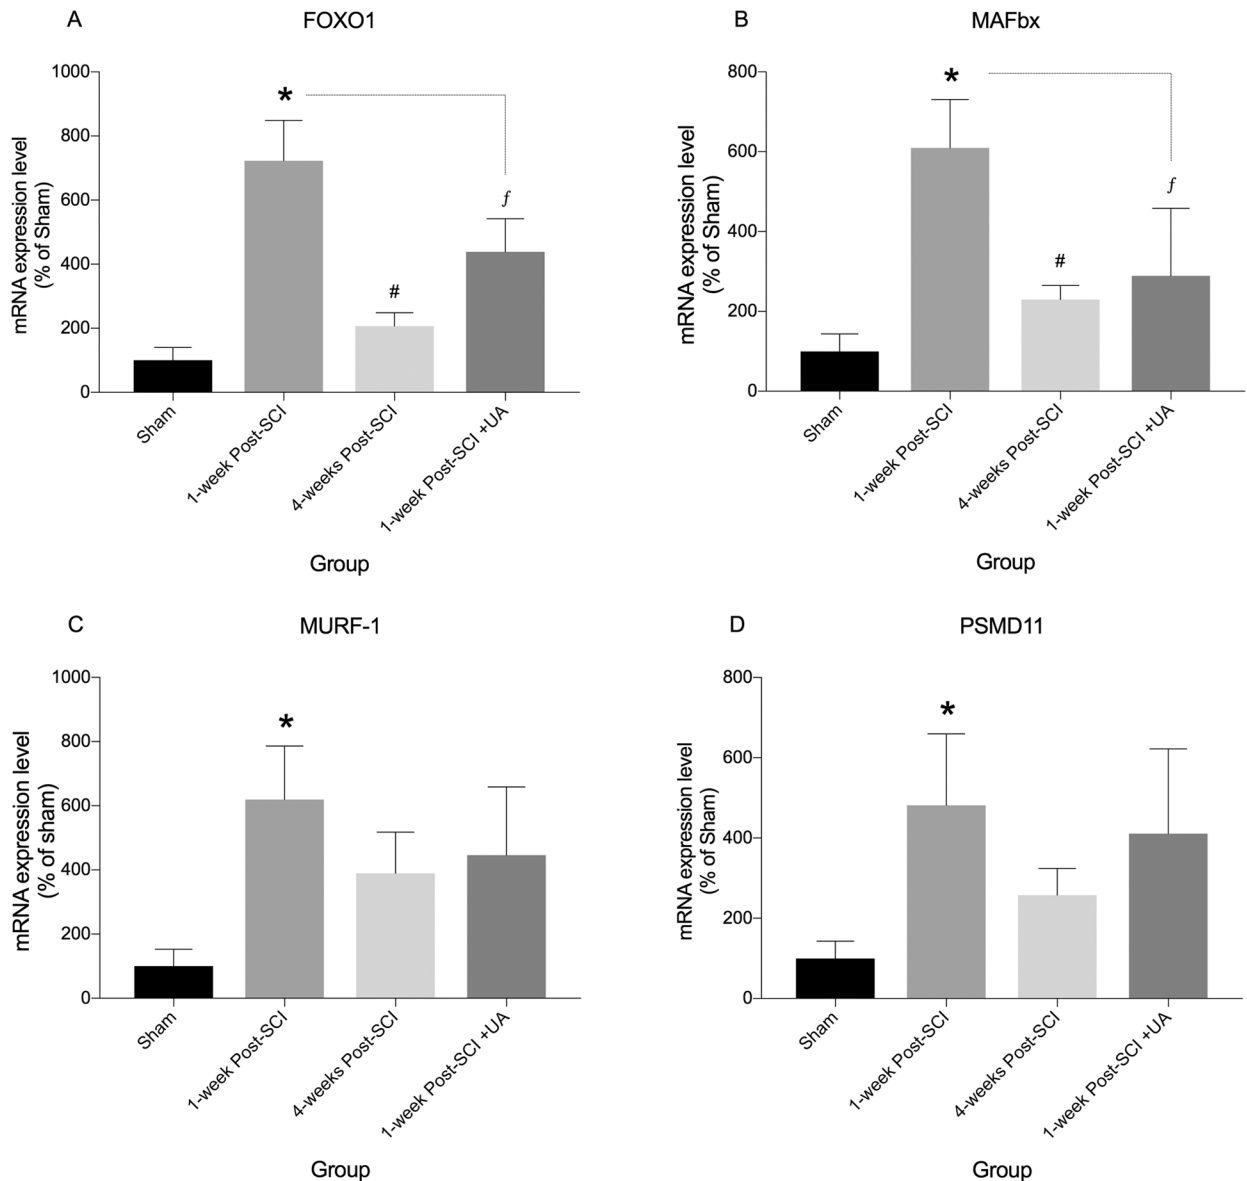 A
FOXO1
mRNA expression level
(% of Sham)
1000
800
600
400
200
0
*
#
ƒ
Sham
1-week Post-SCI
4-weeks Post-SCI
1-week Post-SCI +UA
Group
B
MAFbx
mRNA expression level
(% of Sham)
800
600
400
200
0
*
#
ƒ
Sham
1-week Post-SCI
4-weeks Post-SCI
1-week Post-SCI +UA
Group
C
MURF-1
mRNA expression level
(% of sham)
1000
800
600
400
200
0
*
Sham
1-week Post-SCI
4-weeks Post-SCI
1-week Post-SCI +UA
Group
D
PSMD11
mRNA expression level
(% of Sham)
800
600
400
200
0
*
Sham
1-week Post-SCI
4-weeks Post-SCI
1-week Post-SCI +UA
Group